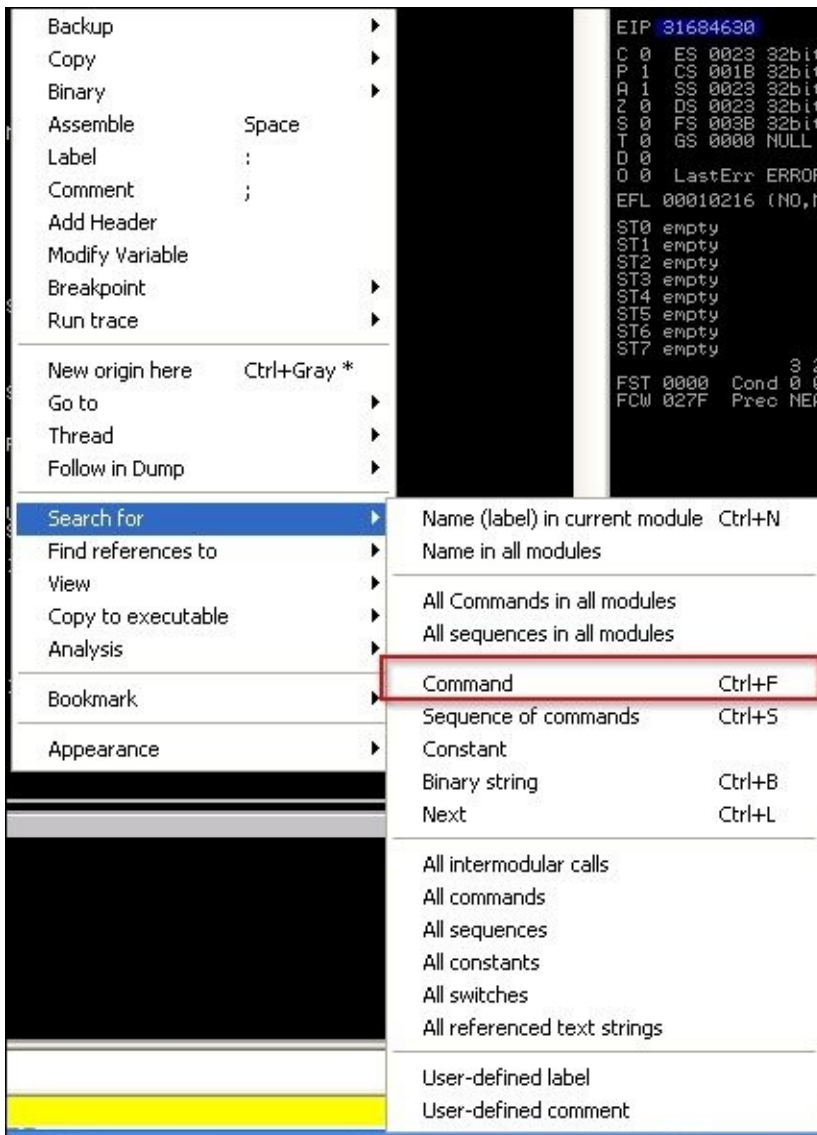 Backup
Copy
Binary
Assemble Space
Label :
Comment ;
Add Header
Modify Variable
Breakpoint
Run trace
New origin here Ctrl+Gray *
Go to
Thread
Follow in Dump
Search for
Find references to
View
Copy to executable
Analysis
Bookmark
Appearance
Name (label) in current module Ctrl+N
Name in all modules
All Commands in all modules
All sequences in all modules
Command Ctrl+F
Sequence of commands Ctrl+S
Constant
Binary string Ctrl+B
Next Ctrl+L
All intermodular calls
All commands
All sequences
All constants
All switches
All referenced text strings
User-defined label
User-defined comment
EIP 31684630
C 0 ES 0023 32bit
P 1 CS 001B 32bit
A 1 SS 0023 32bit
Z 0 DS 0023 32bit
S 0 FS 003B 32bit
T 0 GS 0000 NULL
D 0
O 0 LastErr ERROR
EFL 00010216 (NO,
ST0 empty
ST1 empty
ST2 empty
ST3 empty
ST4 empty
ST5 empty
ST6 empty
ST7 empty
3 2
FST 0000 Cond 0
FCW 027F Prec NEA